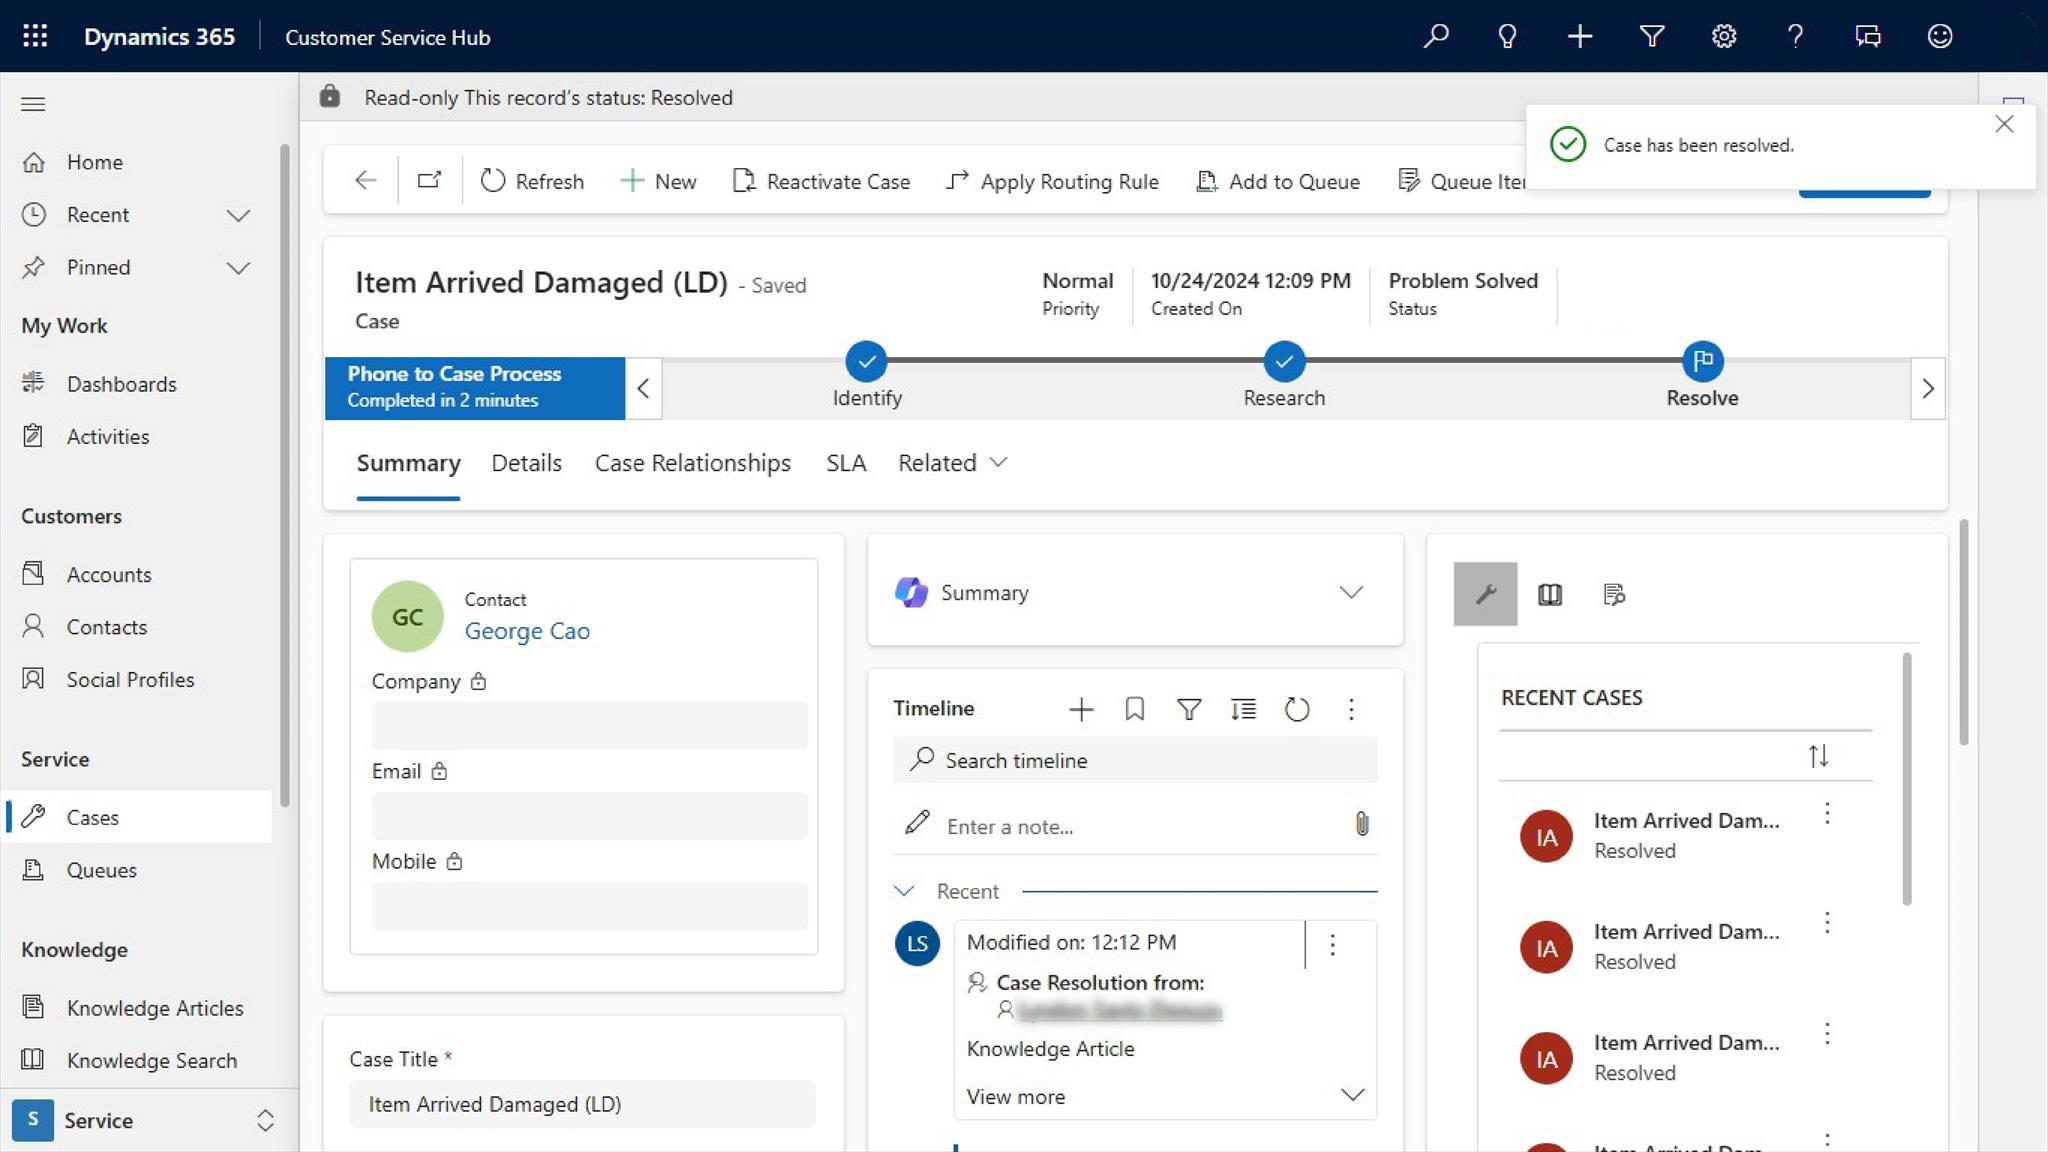 Dynamics 365
Customer Service Hub
Read-only This record's status: Resolved
Case has been resolved.
Home
Recent
Pinned
My Work
Dashboards
Activities
Customers
Accounts
Contacts
Social Profiles
Service
Cases
Queues
Knowledge
Knowledge Articles
Knowledge Search
S
Service
Refresh
New
Reactivate Case
Apply Routing Rule
Add to Queue
Queue
Item Arrived Damaged (LD) - Saved
Case
Normal
Priority
10/24/2024 12:09 PM
Created On
Problem Solved
Status
Phone to Case Process
Completed in 2 minutes
Identify
Research
Resolve
Summary
Details
Case Relationships
SLA
Related
GC
Contact
George Cao
Company
Email
Mobile
Case Title *
Item Arrived Damaged (LD)
Summary
Timeline
Search timeline
Enter a note...
Recent
LS
Modified on: 12:12 PM
Case Resolution from:
Knowledge Article
View more
RECENT CASES
IA
Item Arrived Dam...
Resolved
IA
Item Arrived Dam...
Resolved
IA
Item Arrived Dam...
Resolved